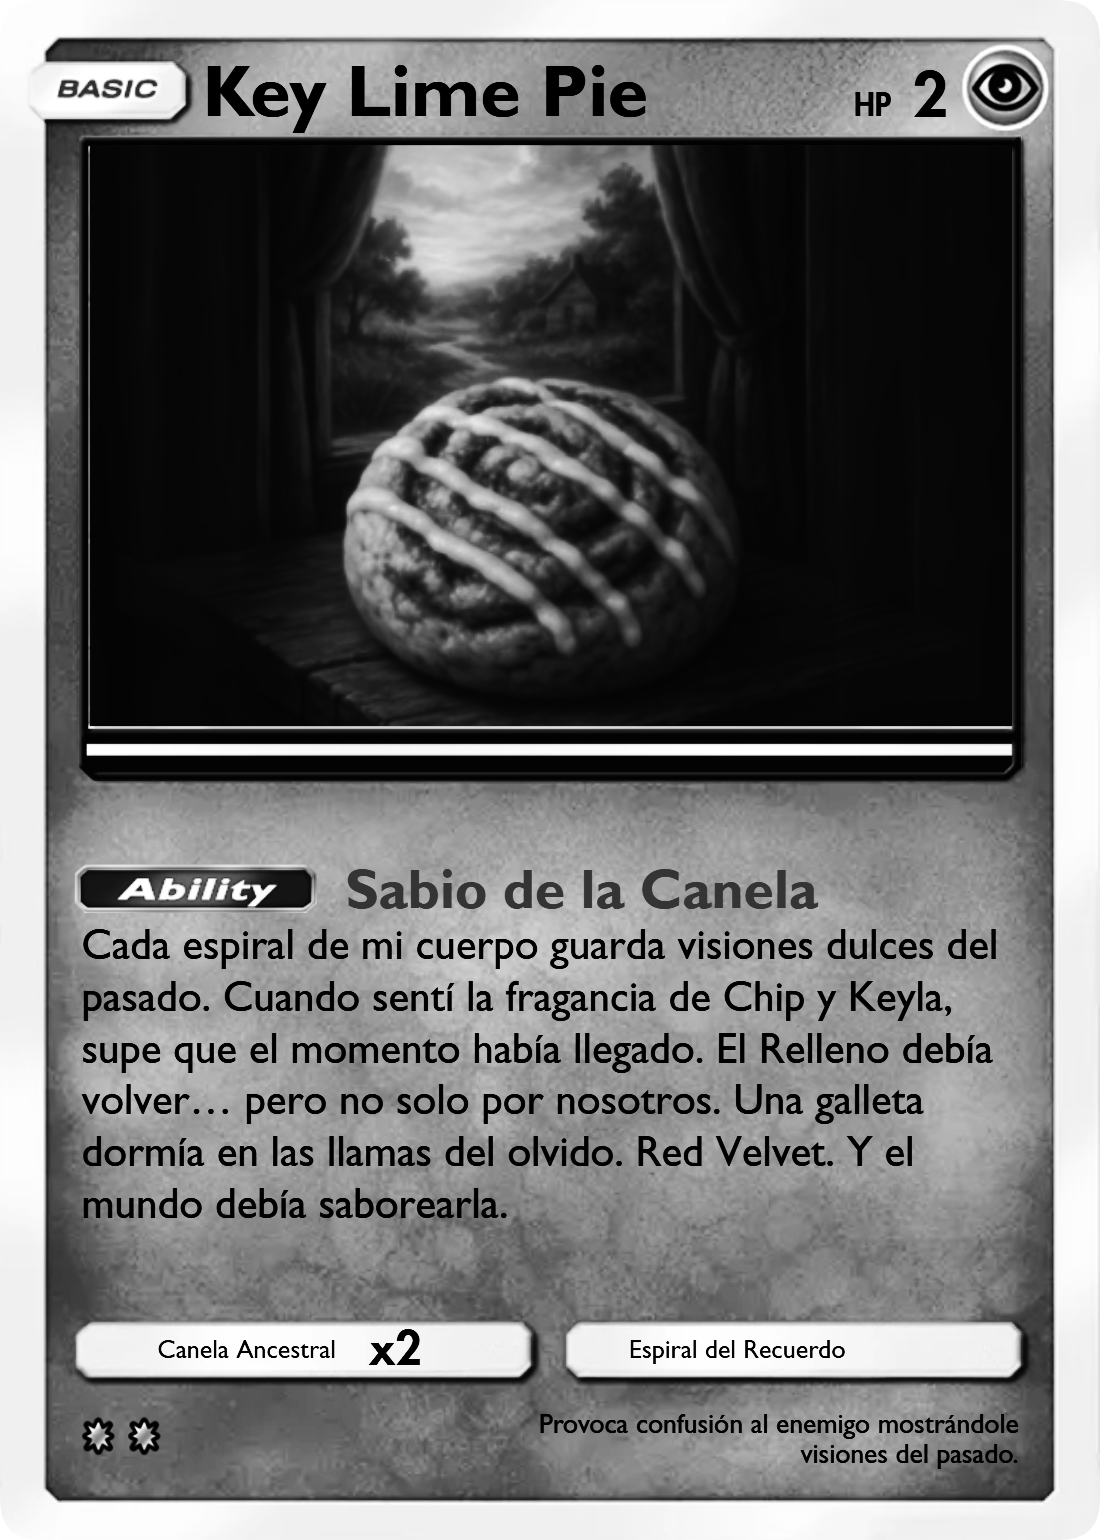 BASIC Key Lime Pie HP 2
Ability Sabio de la Canela
Cada espiral de mi cuerpo guarda visiones dulces del
pasado. Cuando sentí la fragancia de Chip y Keyla,
supe que el momento había llegado. El Relleno debía
volver… pero no solo por nosotros. Una galleta
dormía en las llamas del olvido. Red Velvet. Y el
mundo debía saborearla.
Canela Ancestral x2
Espiral del Recuerdo
Provoca confusión al enemigo mostrándole
visiones del pasado.